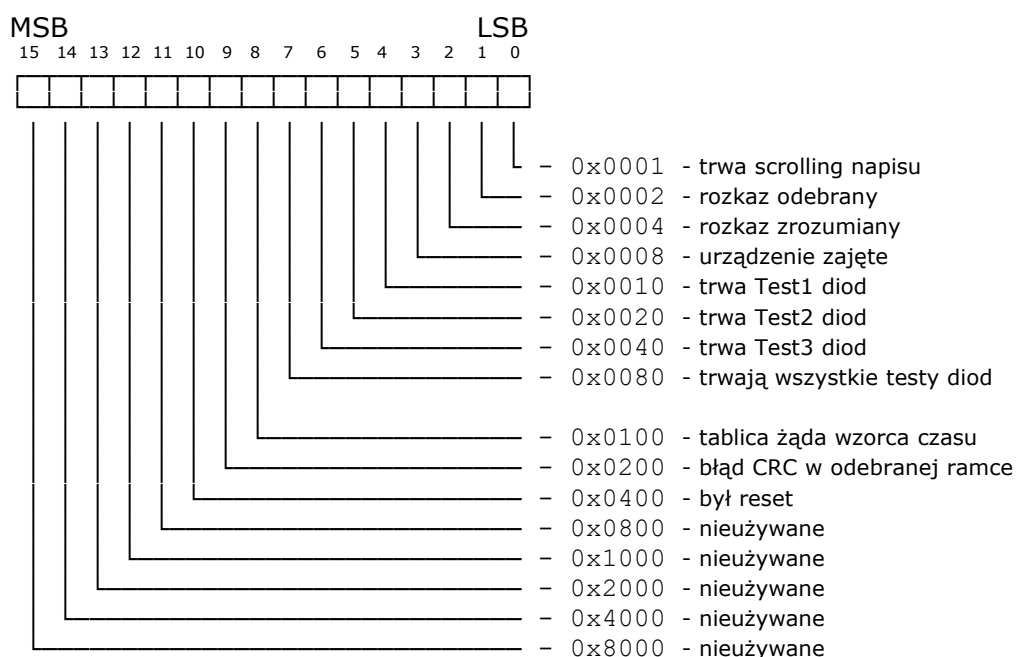 MSB LSB
15 14 13 12 11 10 9 8 7 6 5 4 3 2 1 0
- 0x0001 - trwa scrolling napisu
- 0x0002 - rozkaz odebrany
- 0x0004 - rozkaz zrozumiany
- 0x0008 - urządzenie zajęte
- 0x0010 - trwa Test1 diod
- 0x0020 - trwa Test2 diod
- 0x0040 - trwa Test3 diod
- 0x0080 - trwają wszystkie testy diod
- 0x0100 - tablica żąda wzorca czasu
- 0x0200 - błąd CRC w odebranej ramce
- 0x0400 - był reset
- 0x0800 - nieużywane
- 0x1000 - nieużywane
- 0x2000 - nieużywane
- 0x4000 - nieużywane
- 0x8000 - nieużywane